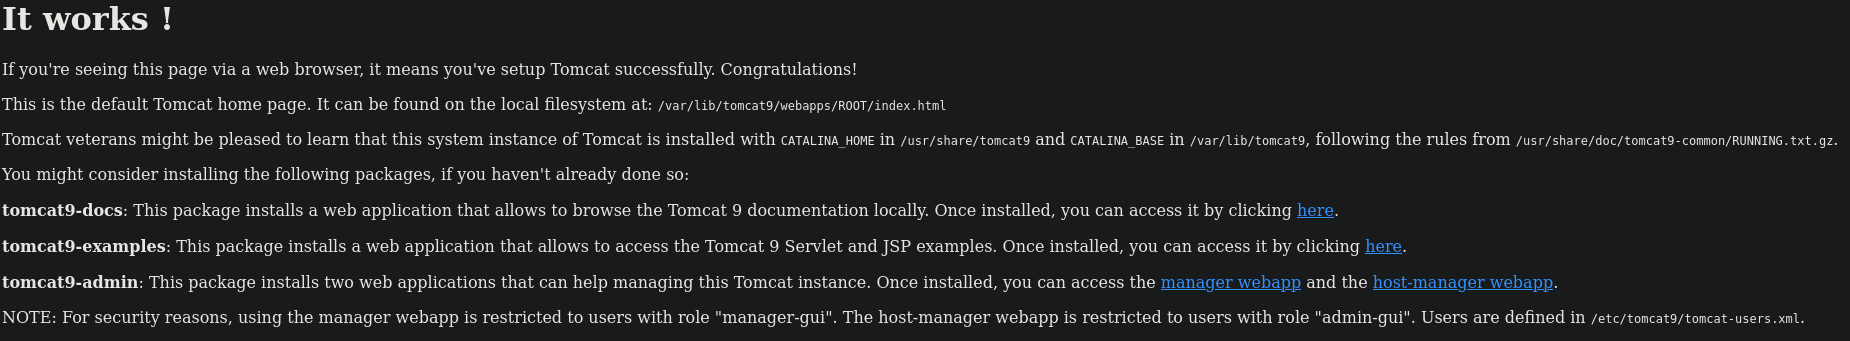 It works !
If you're seeing this page via a web browser, it means you've setup Tomcat successfully. Congratulations!
This is the default Tomcat home page. It can be found on the local filesystem at: /var/lib/tomcat9/webapps/ROOT/index.html
Tomcat veterans might be pleased to learn that this system instance of Tomcat is installed with CATALINA_HOME in /usr/share/tomcat9 and CATALINA_BASE in /var/lib/tomcat9, following the rules from /usr/share/doc/tomcat9-common/RUNNING.txt.gz.
You might consider installing the following packages, if you haven't already done so:
tomcat9-docs: This package installs a web application that allows to browse the Tomcat 9 documentation locally. Once installed, you can access it by clicking here.
tomcat9-examples: This package installs a web application that allows to access the Tomcat 9 Servlet and JSP examples. Once installed, you can access it by clicking here.
tomcat9-admin: This package installs two web applications that can help managing this Tomcat instance. Once installed, you can access the manager webapp and the host-manager webapp.
NOTE: For security reasons, using the manager webapp is restricted to users with role "manager-gui". The host-manager webapp is restricted to users with role "admin-gui". Users are defined in /etc/tomcat9/tomcat-users.xml.